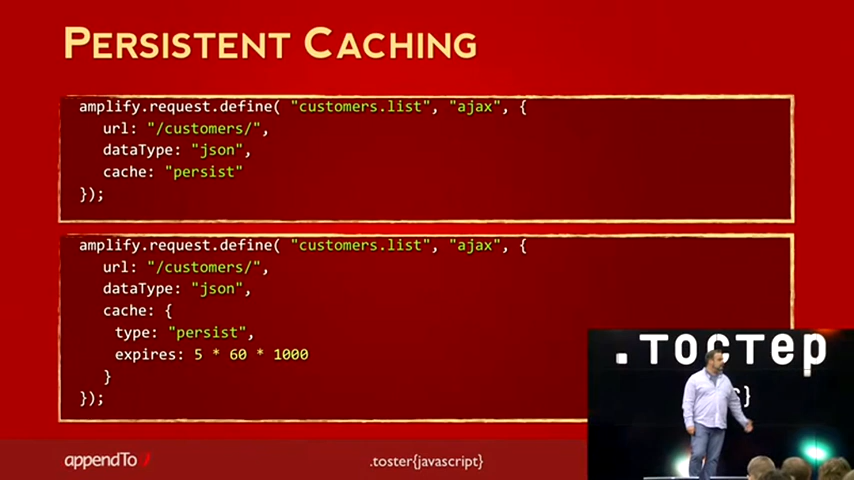 PERSISTENT CACHING
amplify.request.define( "customers.list", "ajax", {
url: "/customers/",
dataType: "json",
cache: "persist"
});
amplify.request.define( "customers.list", "ajax", {
url: "/customers/",
dataType: "json",
cache: {
type: "persist",
expires: 5 * 60 * 1000
}
});
.тостер
}
appendTo
.toster{javascript}